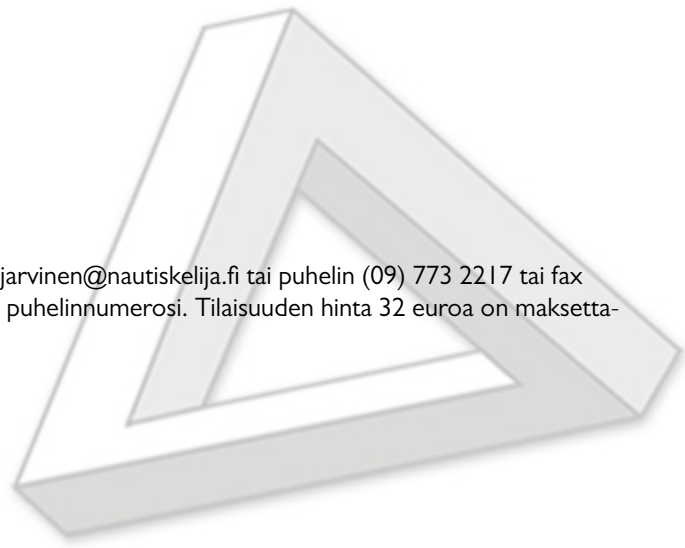 jarvinen@nautiskelija.fi tai puhelin (09) 773 2217 tai fax
puhelinnumerosi. Tilaisuuden hinta 32 euroa on maksetta-